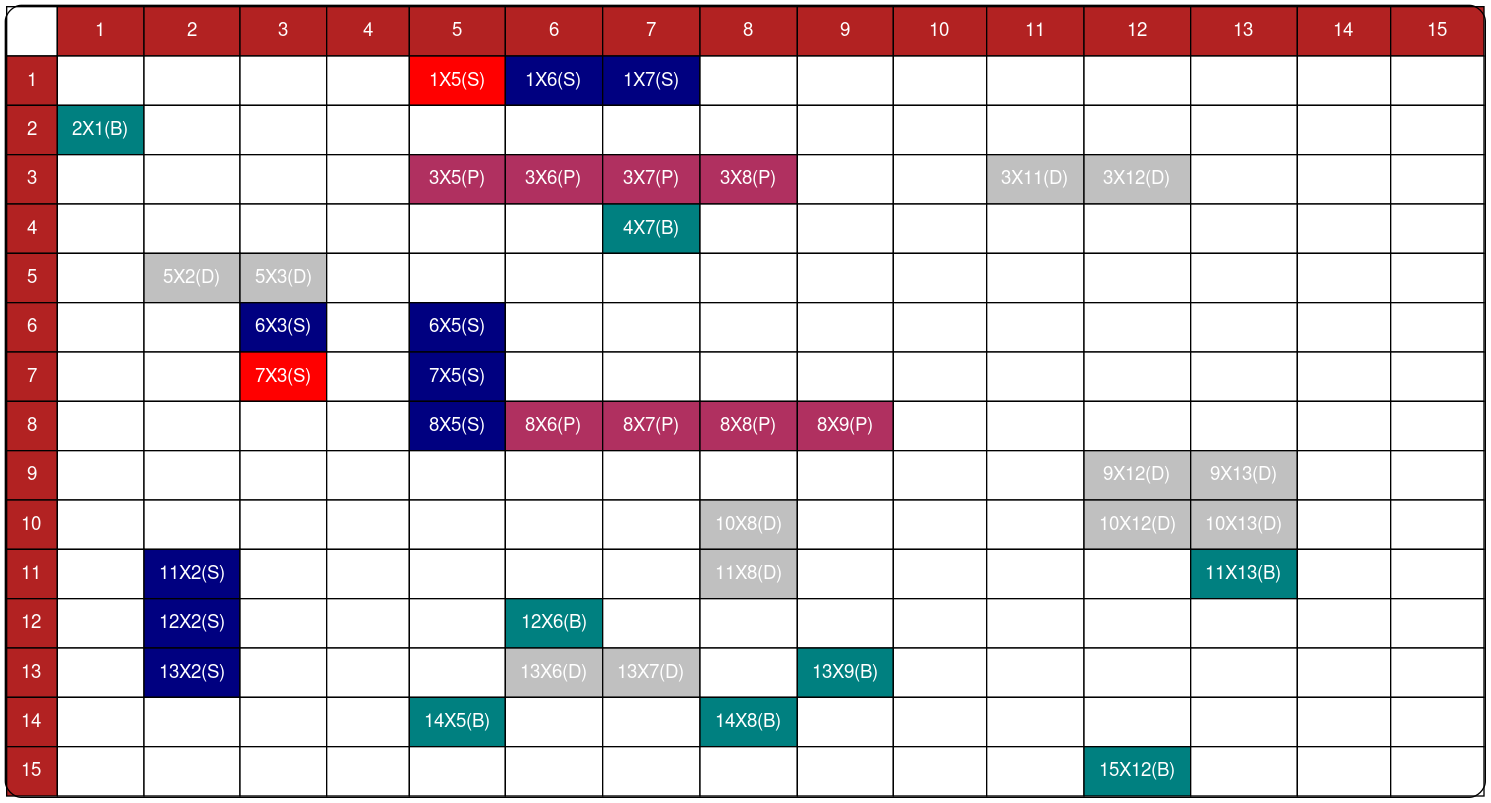 1 2 3 4 5 6 7 8 9 10 11 12 13 14 15
1 1X5(S) 1X6(S) 1X7(S)
2 2X1(B)
3 3X5(P) 3X6(P) 3X7(P) 3X8(P) 3X11(D) 3X12(D)
4 4X7(B)
5 5X2(D) 5X3(D)
6 6X3(S) 6X5(S)
7 7X3(S) 7X5(S)
8 8X5(S) 8X6(P) 8X7(P) 8X8(P) 8X9(P)
9 9X12(D) 9X13(D)
10 10X8(D) 10X12(D) 10X13(D)
11 11X2(S) 11X8(D) 11X13(B)
12 12X2(S) 12X6(B)
13 13X2(S) 13X6(D) 13X7(D) 13X9(B)
14 14X5(B) 14X8(B)
15 15X12(B)